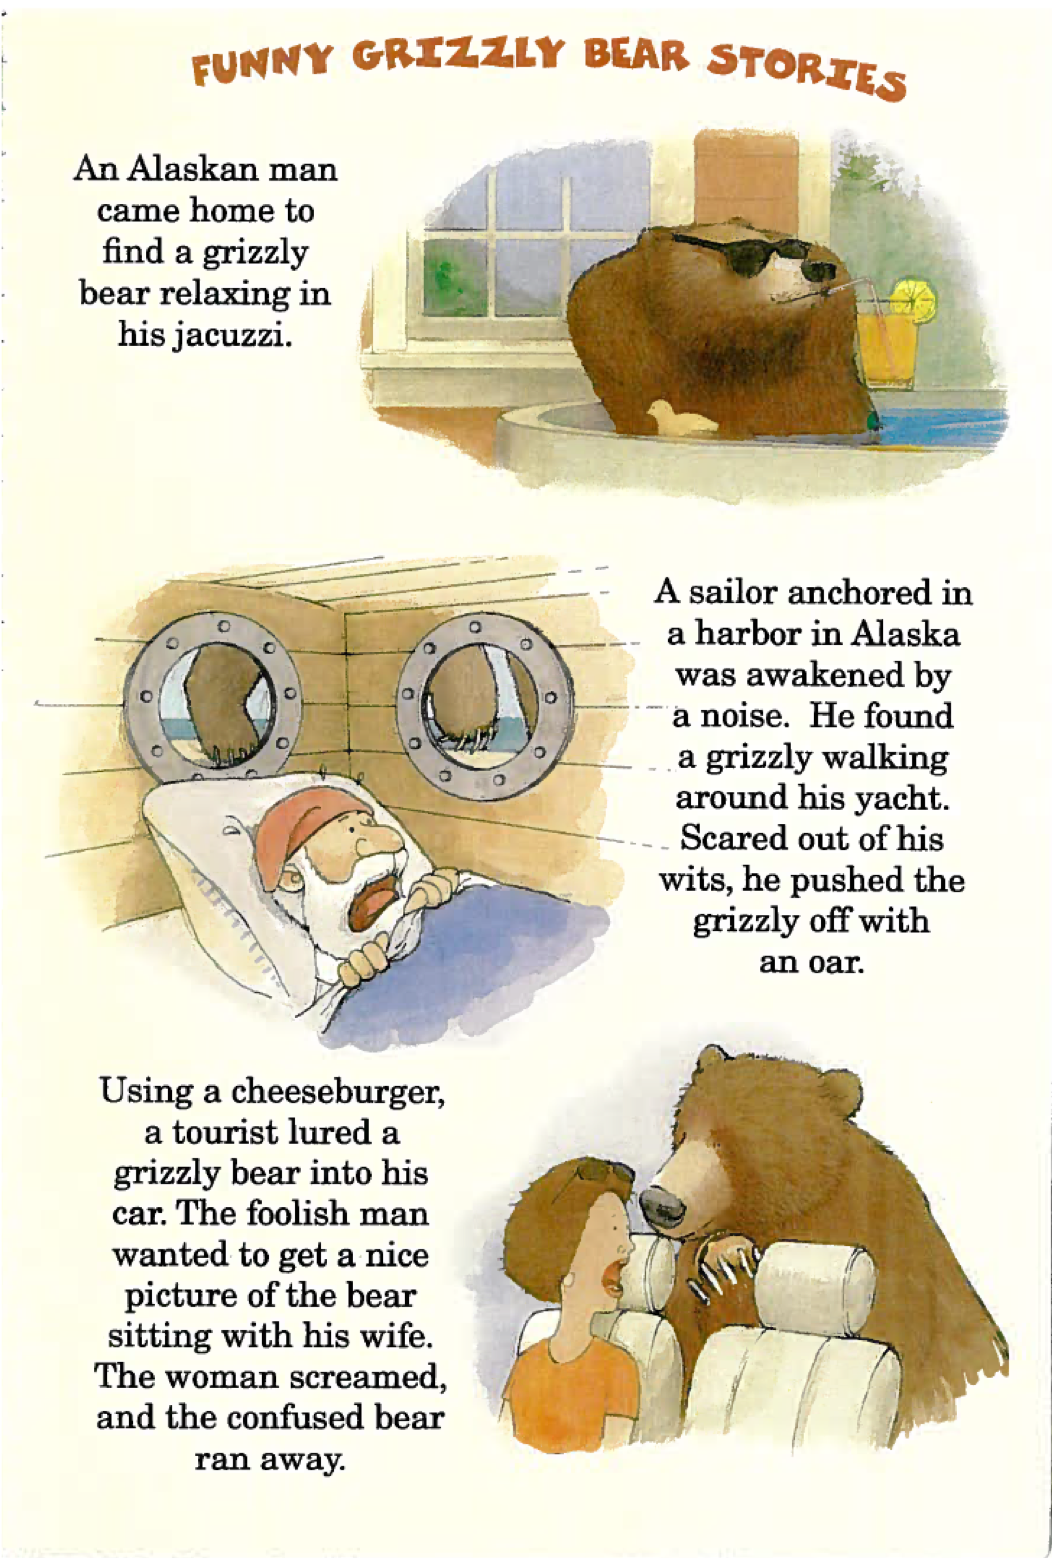 FUNNY GRIZZLY BEAR STORIES
An Alaskan man
came home to
find a grizzly
bear relaxing in
his jacuzzi.
A sailor anchored in
a harbor in Alaska
was awakened by
a noise. He found
a grizzly walking
around his yacht.
Scared out of his
wits, he pushed the
grizzly off with
an oar.
Using a cheeseburger,
a tourist lured a
grizzly bear into his
car. The foolish man
wanted to get a nice
picture of the bear
sitting with his wife.
The woman screamed,
and the confused bear
ran away.